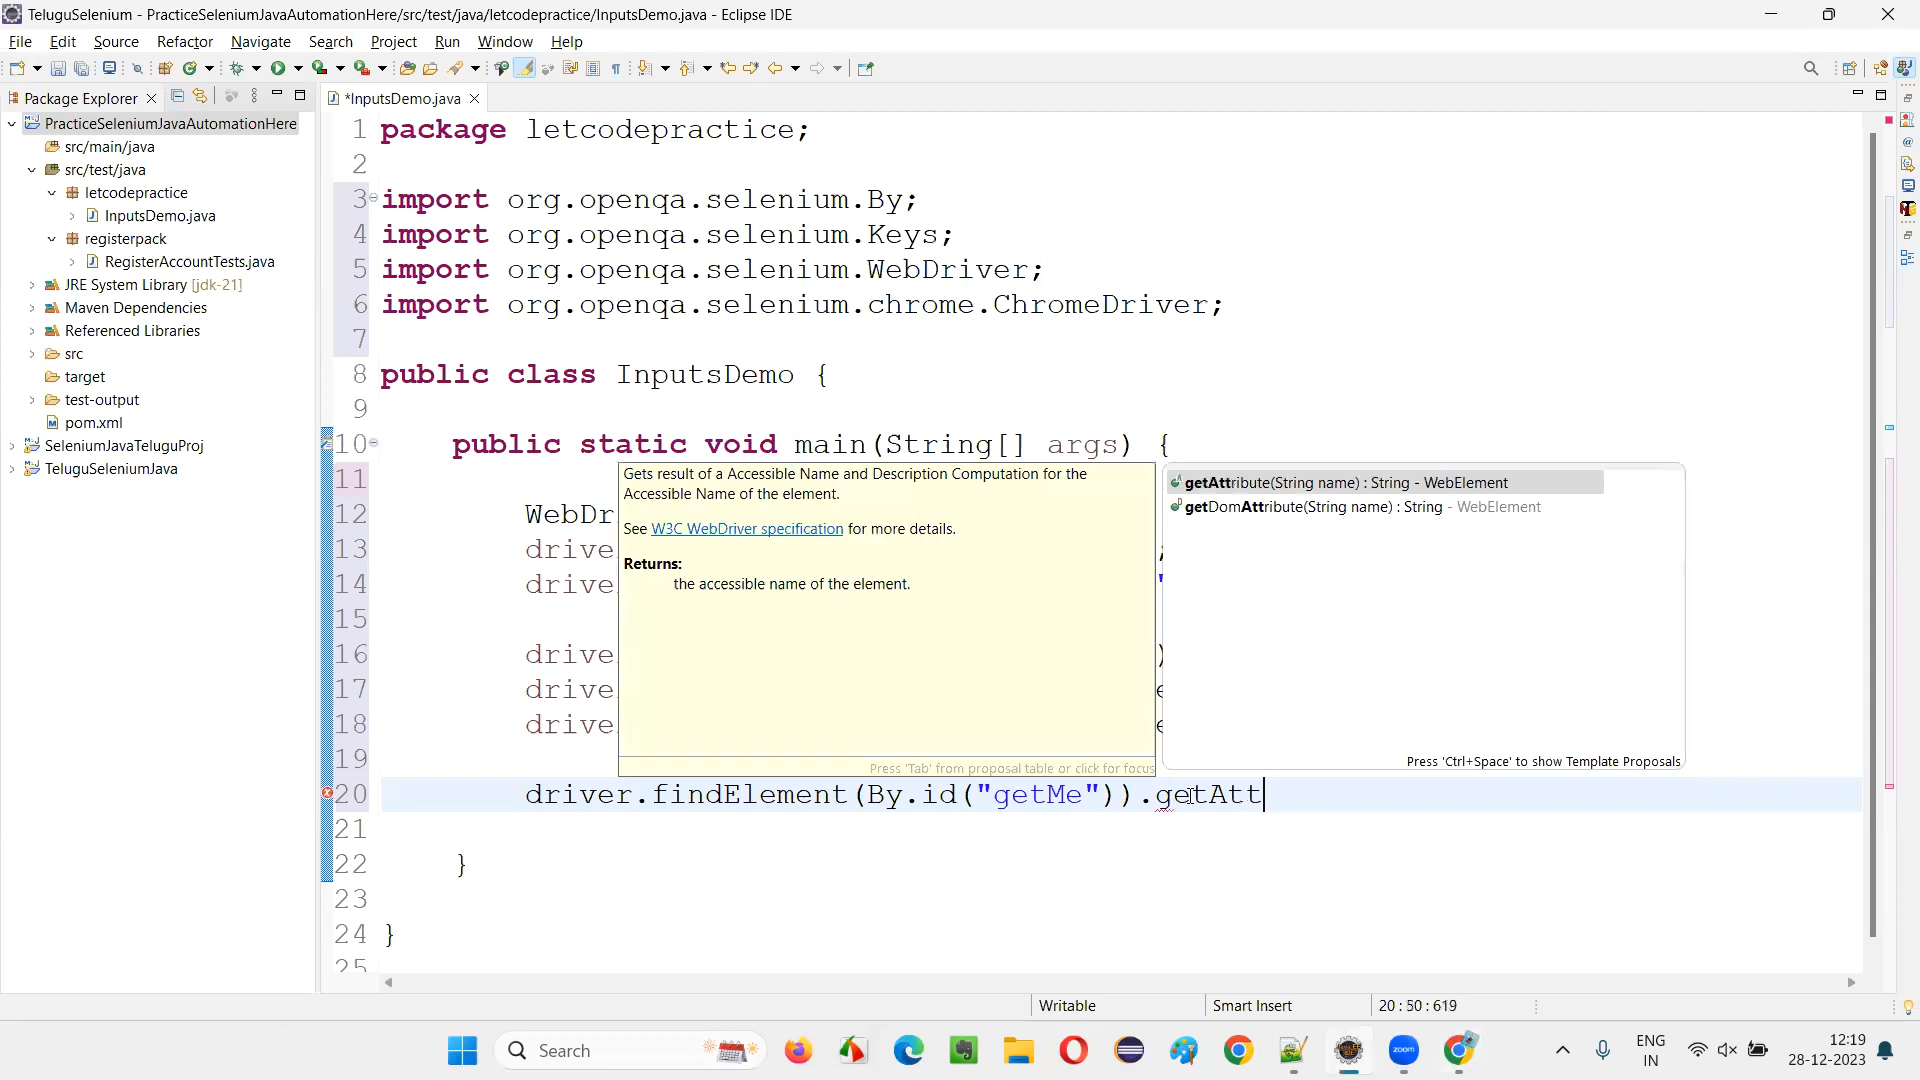 TeluguSelenium - PracticeSeleniumJavaAutomationHere/src/test/java/letcodepractice/InputsDemo.java - Eclipse IDE
File Edit Source Refactor Navigate Search Project Run Window Help
Package Explorer
*InputsDemo.java
PracticeSeleniumJavaAutomationHere
src/main/java
src/test/java
letcodepractice
InputsDemo.java
registerpack
RegisterAccountTests.java
JRE System Library [jdk-21]
Maven Dependencies
Referenced Libraries
src
target
test-output
pom.xml
SeleniumJavaTeluguProj
TeluguSeleniumJava
1 package letcodepractice;
2
3 import org.openqa.selenium.By;
4 import org.openqa.selenium.Keys;
5 import org.openqa.selenium.WebDriver;
6 import org.openqa.selenium.chrome.ChromeDriver;
7
8 public class InputsDemo {
9
10 public static void main(String[] args) {
11
12 WebDr
13 drive ;
14 drive "
15
16 drive )
17 drive e
18 drive e
19
20 driver.findElement(By.id("getMe")).getAtt
21
22 }
23
24 }
25
Gets result of a Accessible Name and Description Computation for the
Accessible Name of the element.
See W3C WebDriver specification for more details.
Returns:
the accessible name of the element.
Press 'Tab' from proposal table or click for focus
getAttribute(String name) : String - WebElement
getDomAttribute(String name) : String - WebElement
Press 'Ctrl+Space' to show Template Proposals
Writable Smart Insert 20 : 50 : 619
Search
zoom
ENG
IN
12:19
28-12-2023